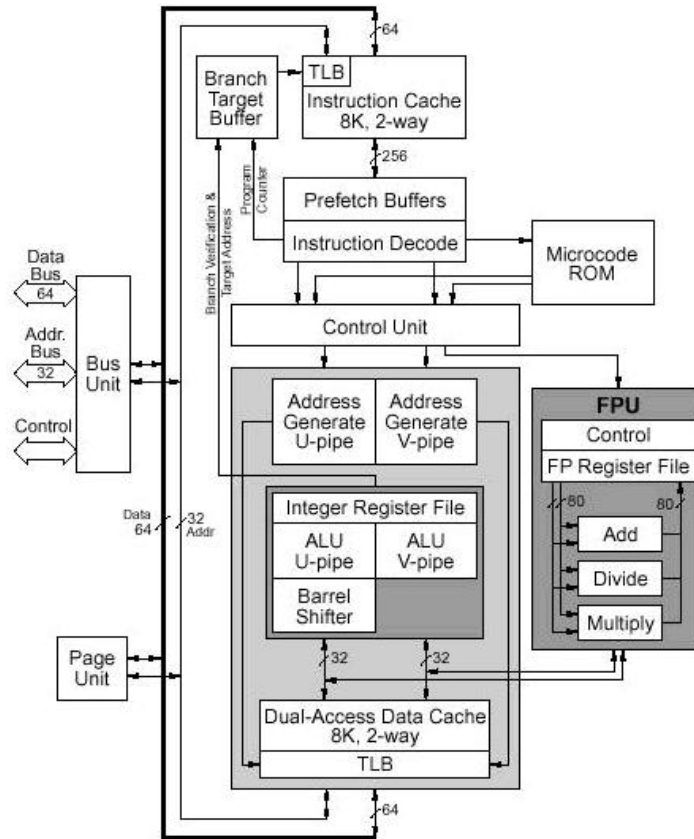 64
Branch
Target
Buffer
TLB
Instruction Cache
8K, 2-way
256
Branch Verification &
Target Address
Program
Counter
Prefetch Buffers
Instruction Decode
Microcode
ROM
Data
Bus
64
Addr.
Bus
32
Control
Bus
Unit
Control Unit
Address
Generate
U-pipe
Address
Generate
V-pipe
FPU
Control
FP Register File
80
80
Add
Divide
Multiply
Integer Register File
ALU
U-pipe
ALU
V-pipe
Barrel
Shifter
Data
64
32
Addr
32
32
Page
Unit
Dual-Access Data Cache
8K, 2-way
TLB
64